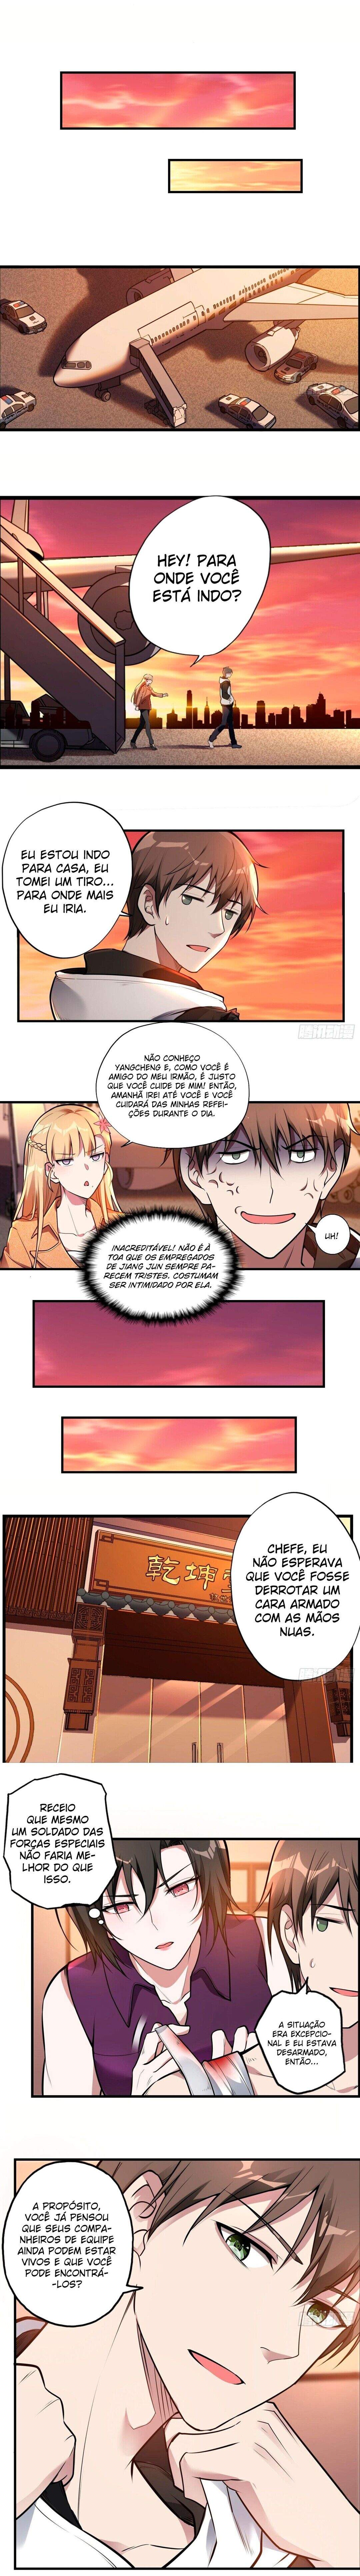 HEY! PARA
ONDE VOCÊ
ESTÁ INDO?
EU ESTOU INDO
PARA CASA, EU
TOMEI UM TIRO...
PARA ONDE MAIS
EU IRIA.
NÃO CONHEÇO
YANGCHENG E, COMO VOCÊ É
AMIGO DO MEU IRMÃO, É JUSTO
QUE VOCÊ CUIDE DE MIM! ENTÃO,
AMANHÃ IREI ATÉ VOCÊ E VOCÊ
CUIDARÁ DAS MINHAS REFEI-
ÇÕES DURANTE O DIA.
UH!
INACREDITÁVEL! NÃO É À
TOA QUE OS EMPREGADOS
DE JIANG JUN SEMPRE PA-
RECEM TRISTES. COSTUMAM
SER INTIMIDADO POR ELA.
乾坤
CHEFE, EU
NÃO ESPERAVA
QUE VOCÊ FOSSE
DERROTAR UM
CARA ARMADO
COM AS MÃOS
NUAS.
RECEIO
QUE MESMO
UM SOLDADO DAS
FORÇAS ESPECIAIS
NÃO FARIA ME-
LHOR DO QUE
ISSO.
A SITUAÇÃO
ERA EXCEPCIO-
NAL E EU ESTAVA
DESARMADO,
ENTÃO...
A PROPÓSITO,
VOCÊ JÁ PENSOU
QUE SEUS COMPA-
NHEIROS DE EQUIPE
AINDA PODEM ESTAR
VIVOS E QUE VOCÊ
PODE ENCONTRÁ-
-LOS?